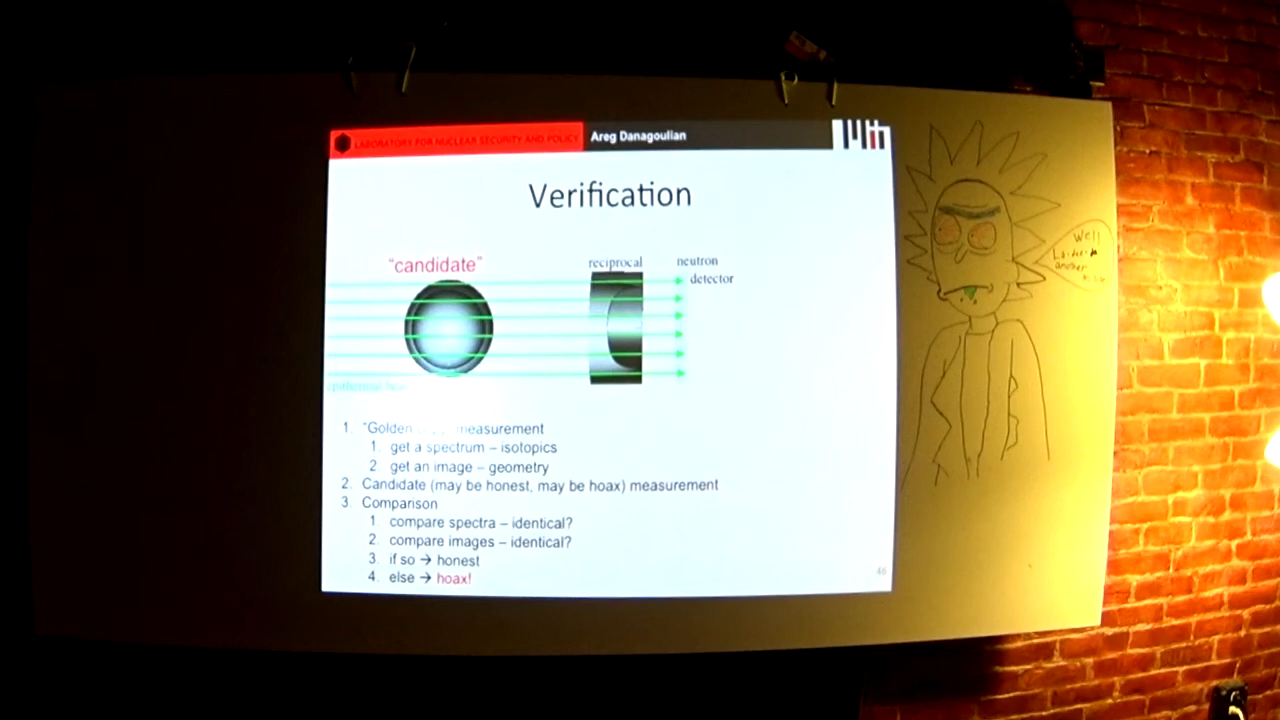 LABORATORY FOR NUCLEAR SECURITY AND POLICY
Areg Danagoulian
Verification
"candidate"
reciprocal
neutron
detector
epithermal
1. "Golden measurement
1. get a spectrum – isotopics
2. get an image – geometry
2. Candidate (may be honest, may be hoax) measurement
3. Comparison
1. compare spectra – identical?
2. compare images – identical?
3. if so → honest
4. else → hoax!
46
Well
another